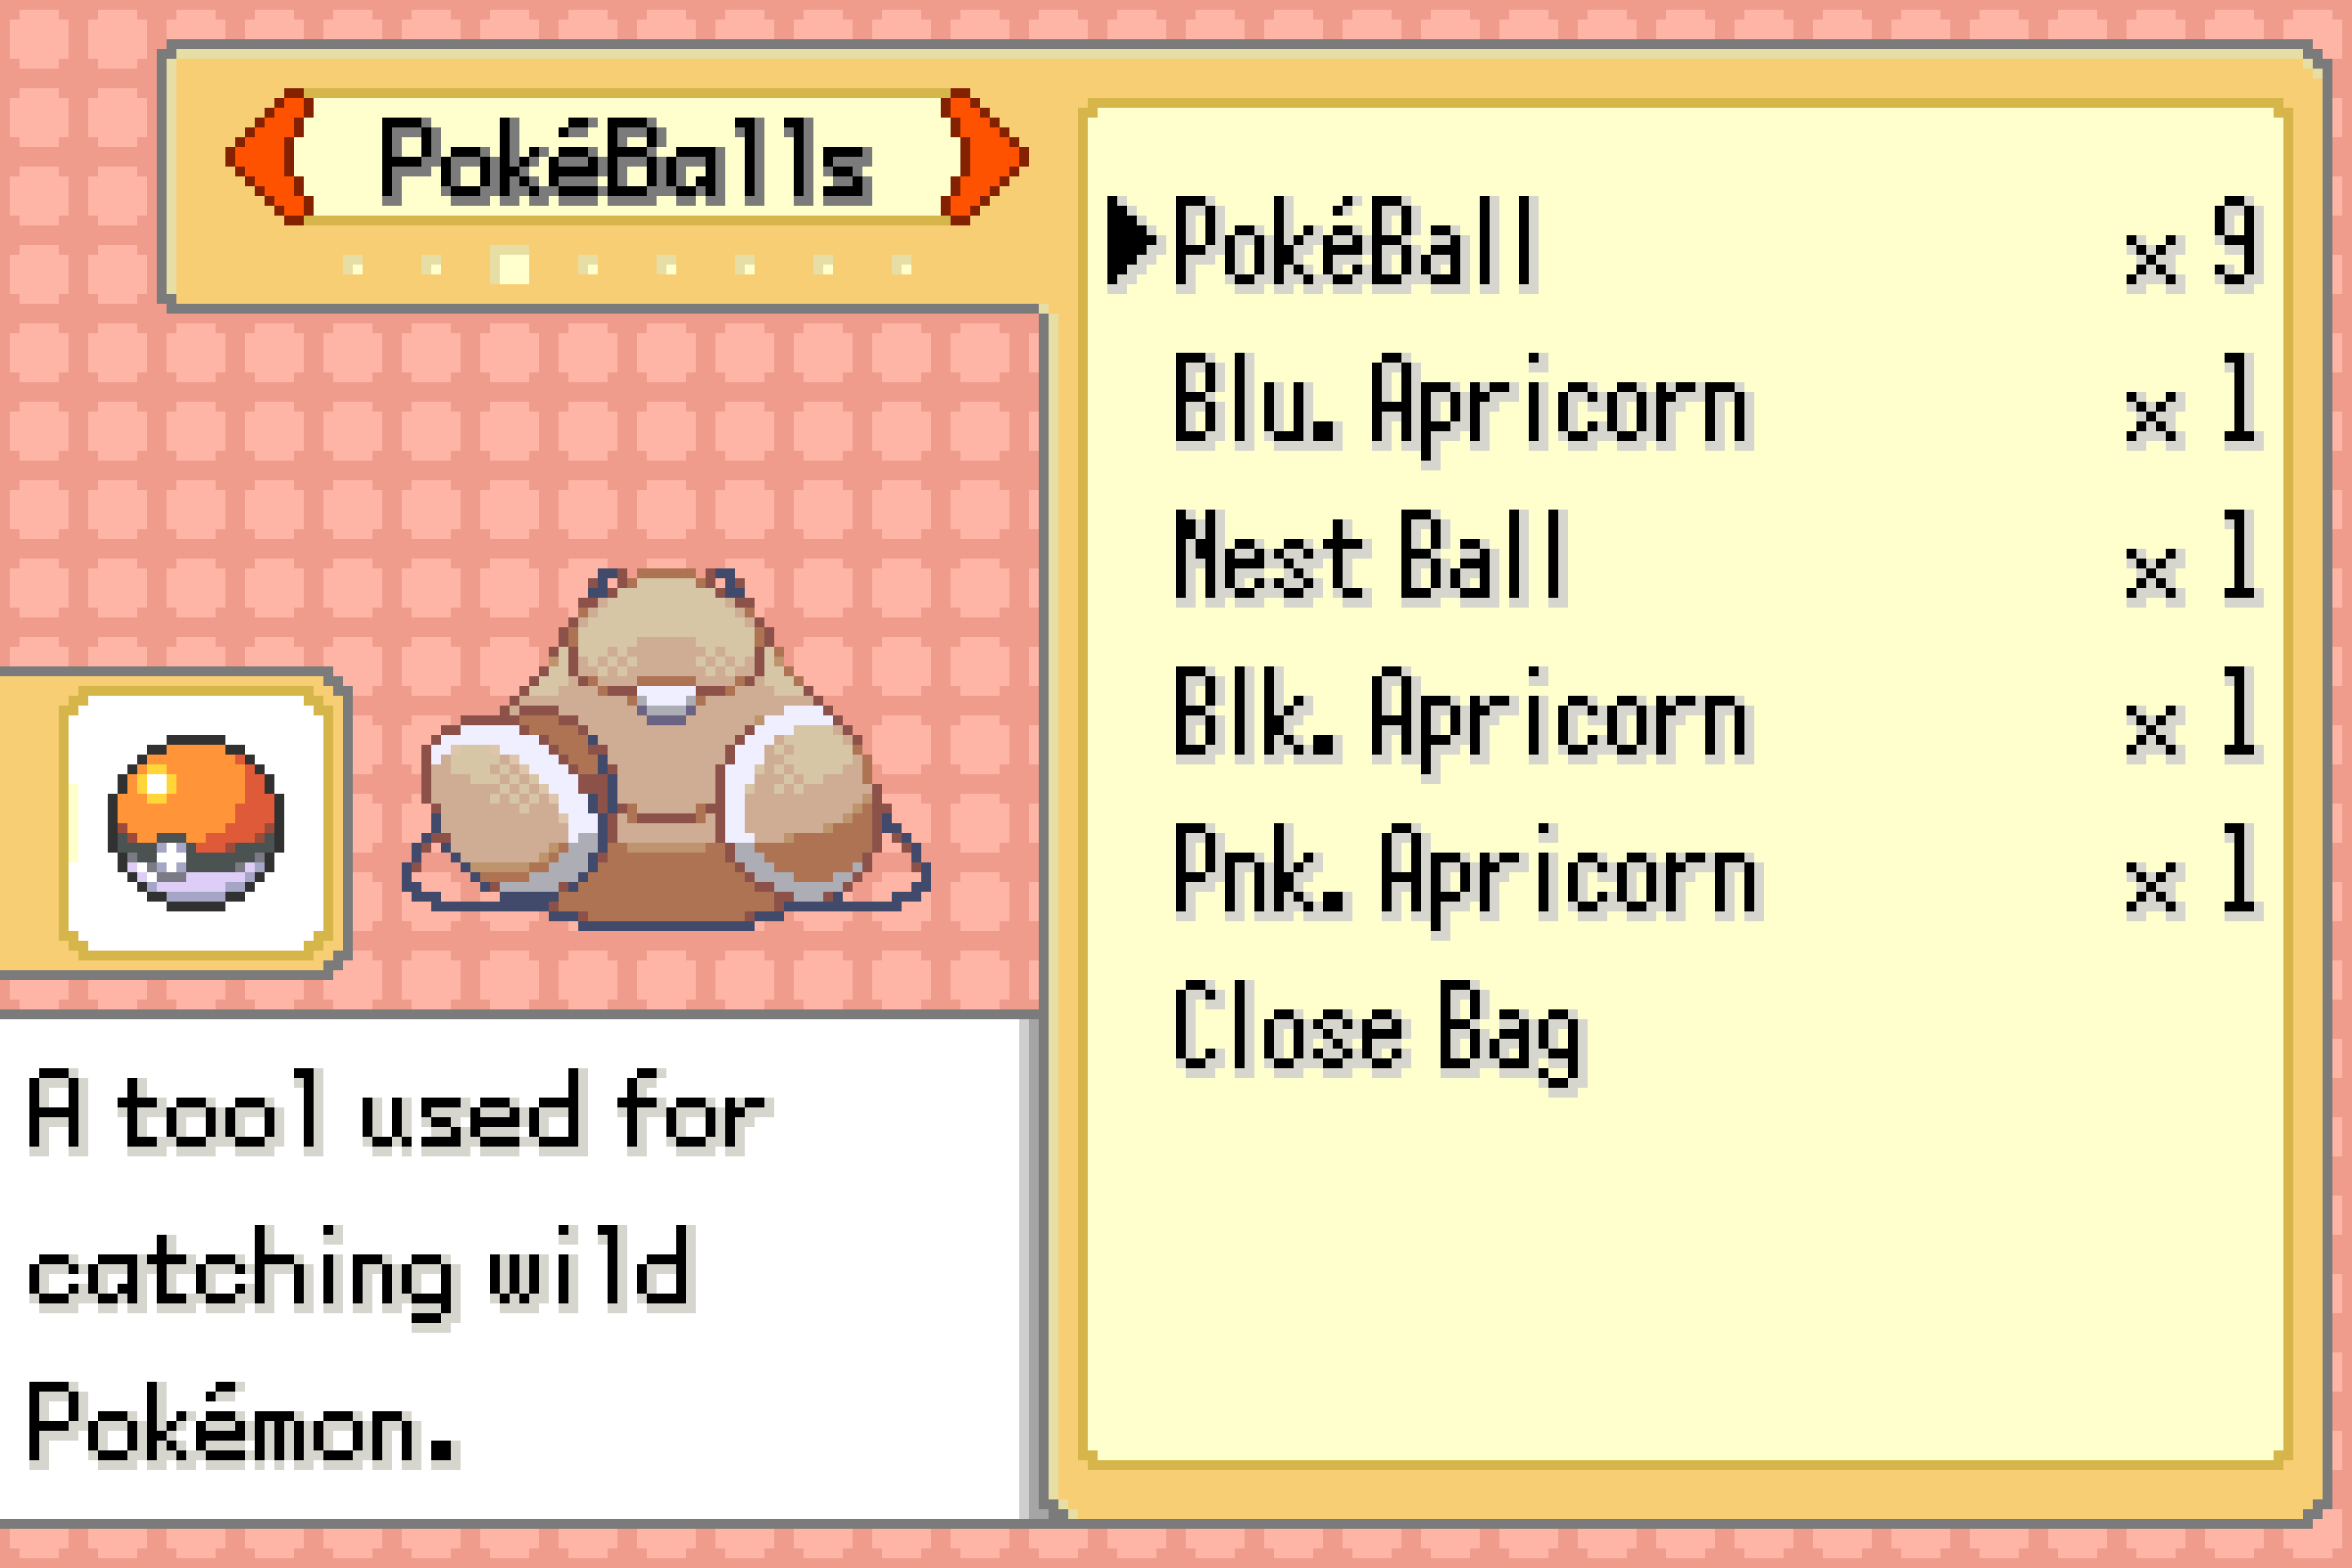 PokéBalls
PokéBall x 9
Blu. Apricorn x 1
Nest Ball x 1
Blk. Apricorn x 1
Pnk. Apricorn x 1
Close Bag
A tool used for
catching wild
Pokémon.